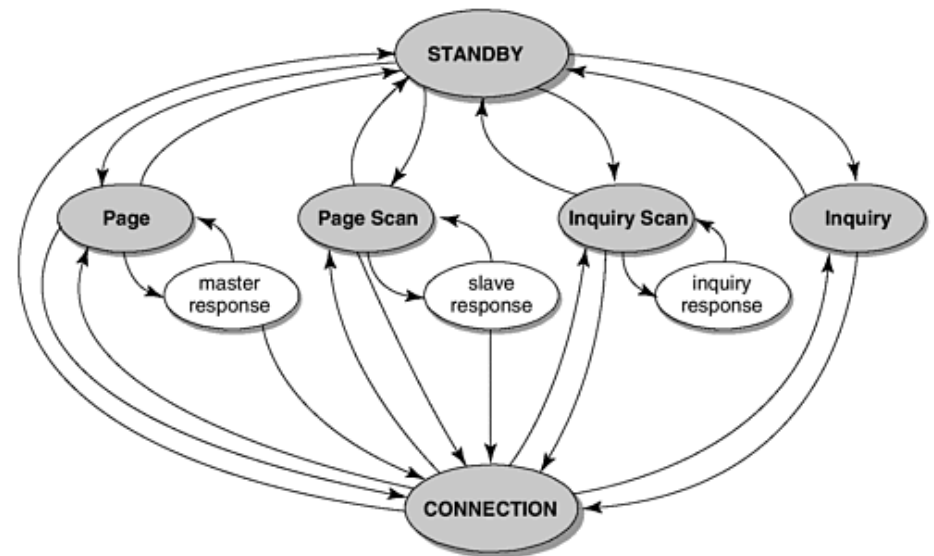 STANDBY
Page
Page Scan
Inquiry Scan
Inquiry
master
response
slave
response
inquiry
response
CONNECTION